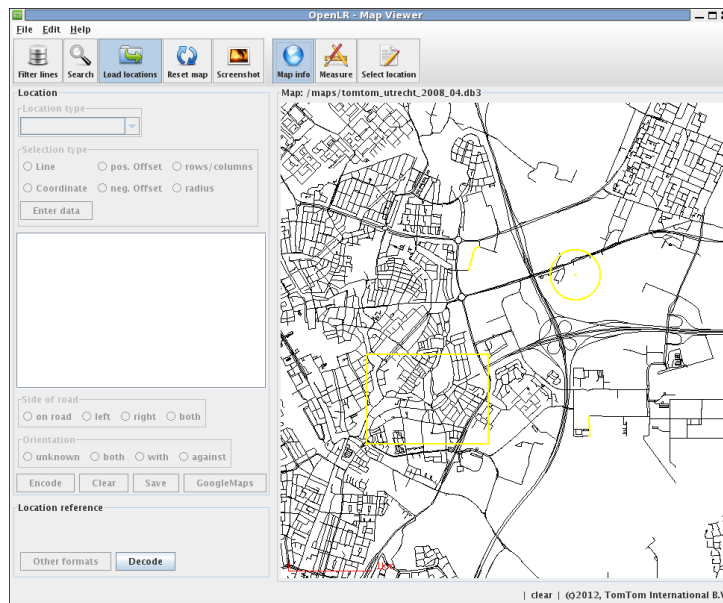 OpenLR - Map Viewer
File Edit Help
Filter lines Search Load locations Reset map Screenshot Map info Measure Select location
Location
Map: /maps/tomtom_utrecht_2008_04.db3
Location type
Selection type
Line pos. Offset rows/columns
Coordinate neg. Offset radius
Enter data
Side of road
on road left right both
Orientation
unknown both with against
Encode Clear Save GoogleMaps
Location reference
Other formats Decode
| clear | (c)2012, TomTom International B.V